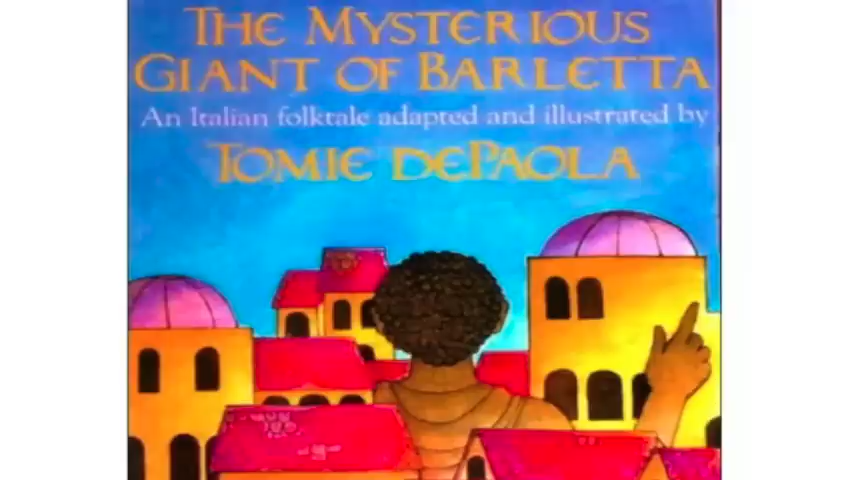 THE MYSTERIOUS
GIANT OF BARLETTA
An Italian folktale adapted and illustrated by
TOMIE DEPAOLA